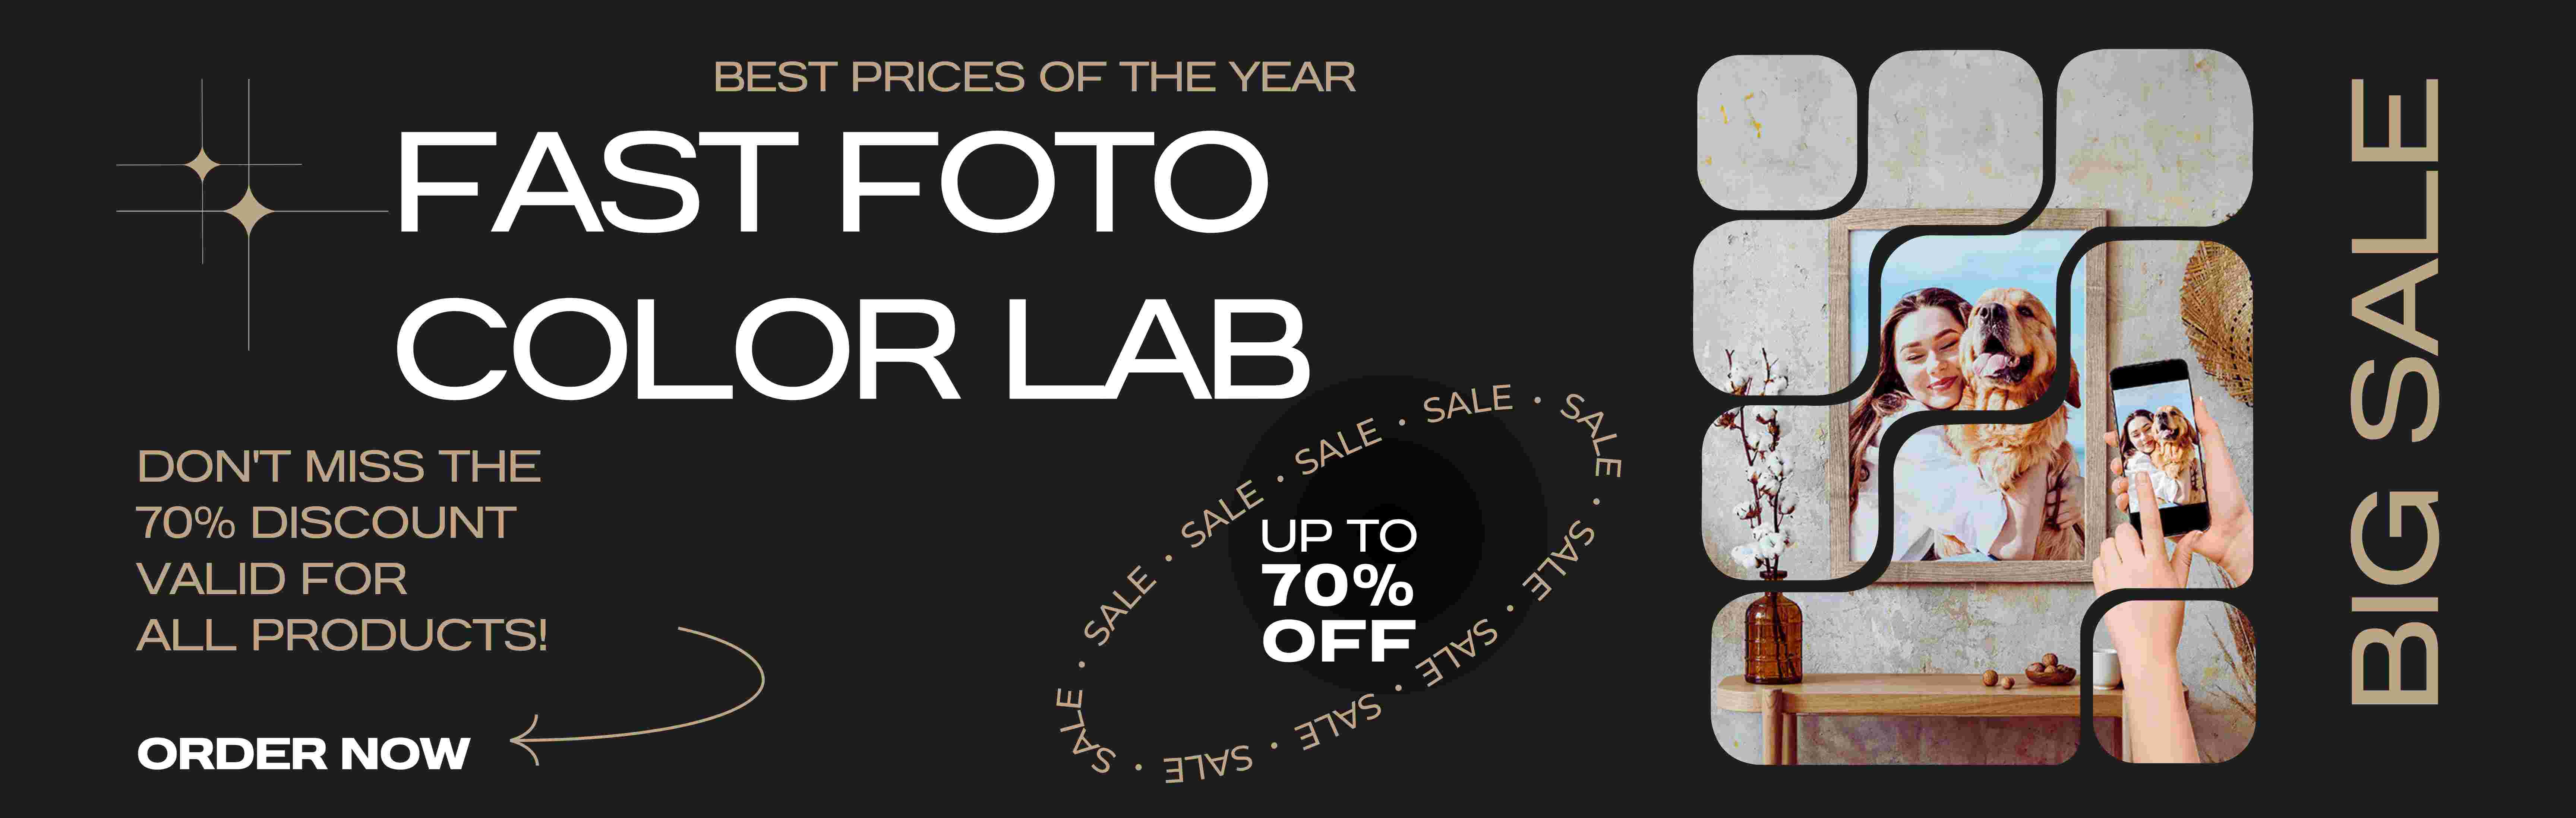 BEST PRICES OF THE YEAR
FAST FOTO
COLOR LAB
DON'T MISS THE
70% DISCOUNT
VALID FOR
ALL PRODUCTS!
ORDER NOW
SALE • SALE • SALE • SALE • SALE • SALE • SALE • SALE • SALE • SALE •
UP TO
70%
OFF
BIG SALE